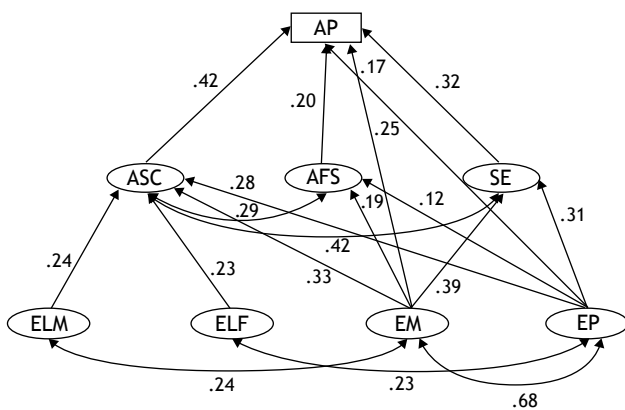 AP
.42
.20
.17
.32
.25
ASC
AFS
SE
.28
.29
.19
.12
.31
.42
.24
.23
.33
.39
ELM
ELF
EM
EP
.24
.23
.68